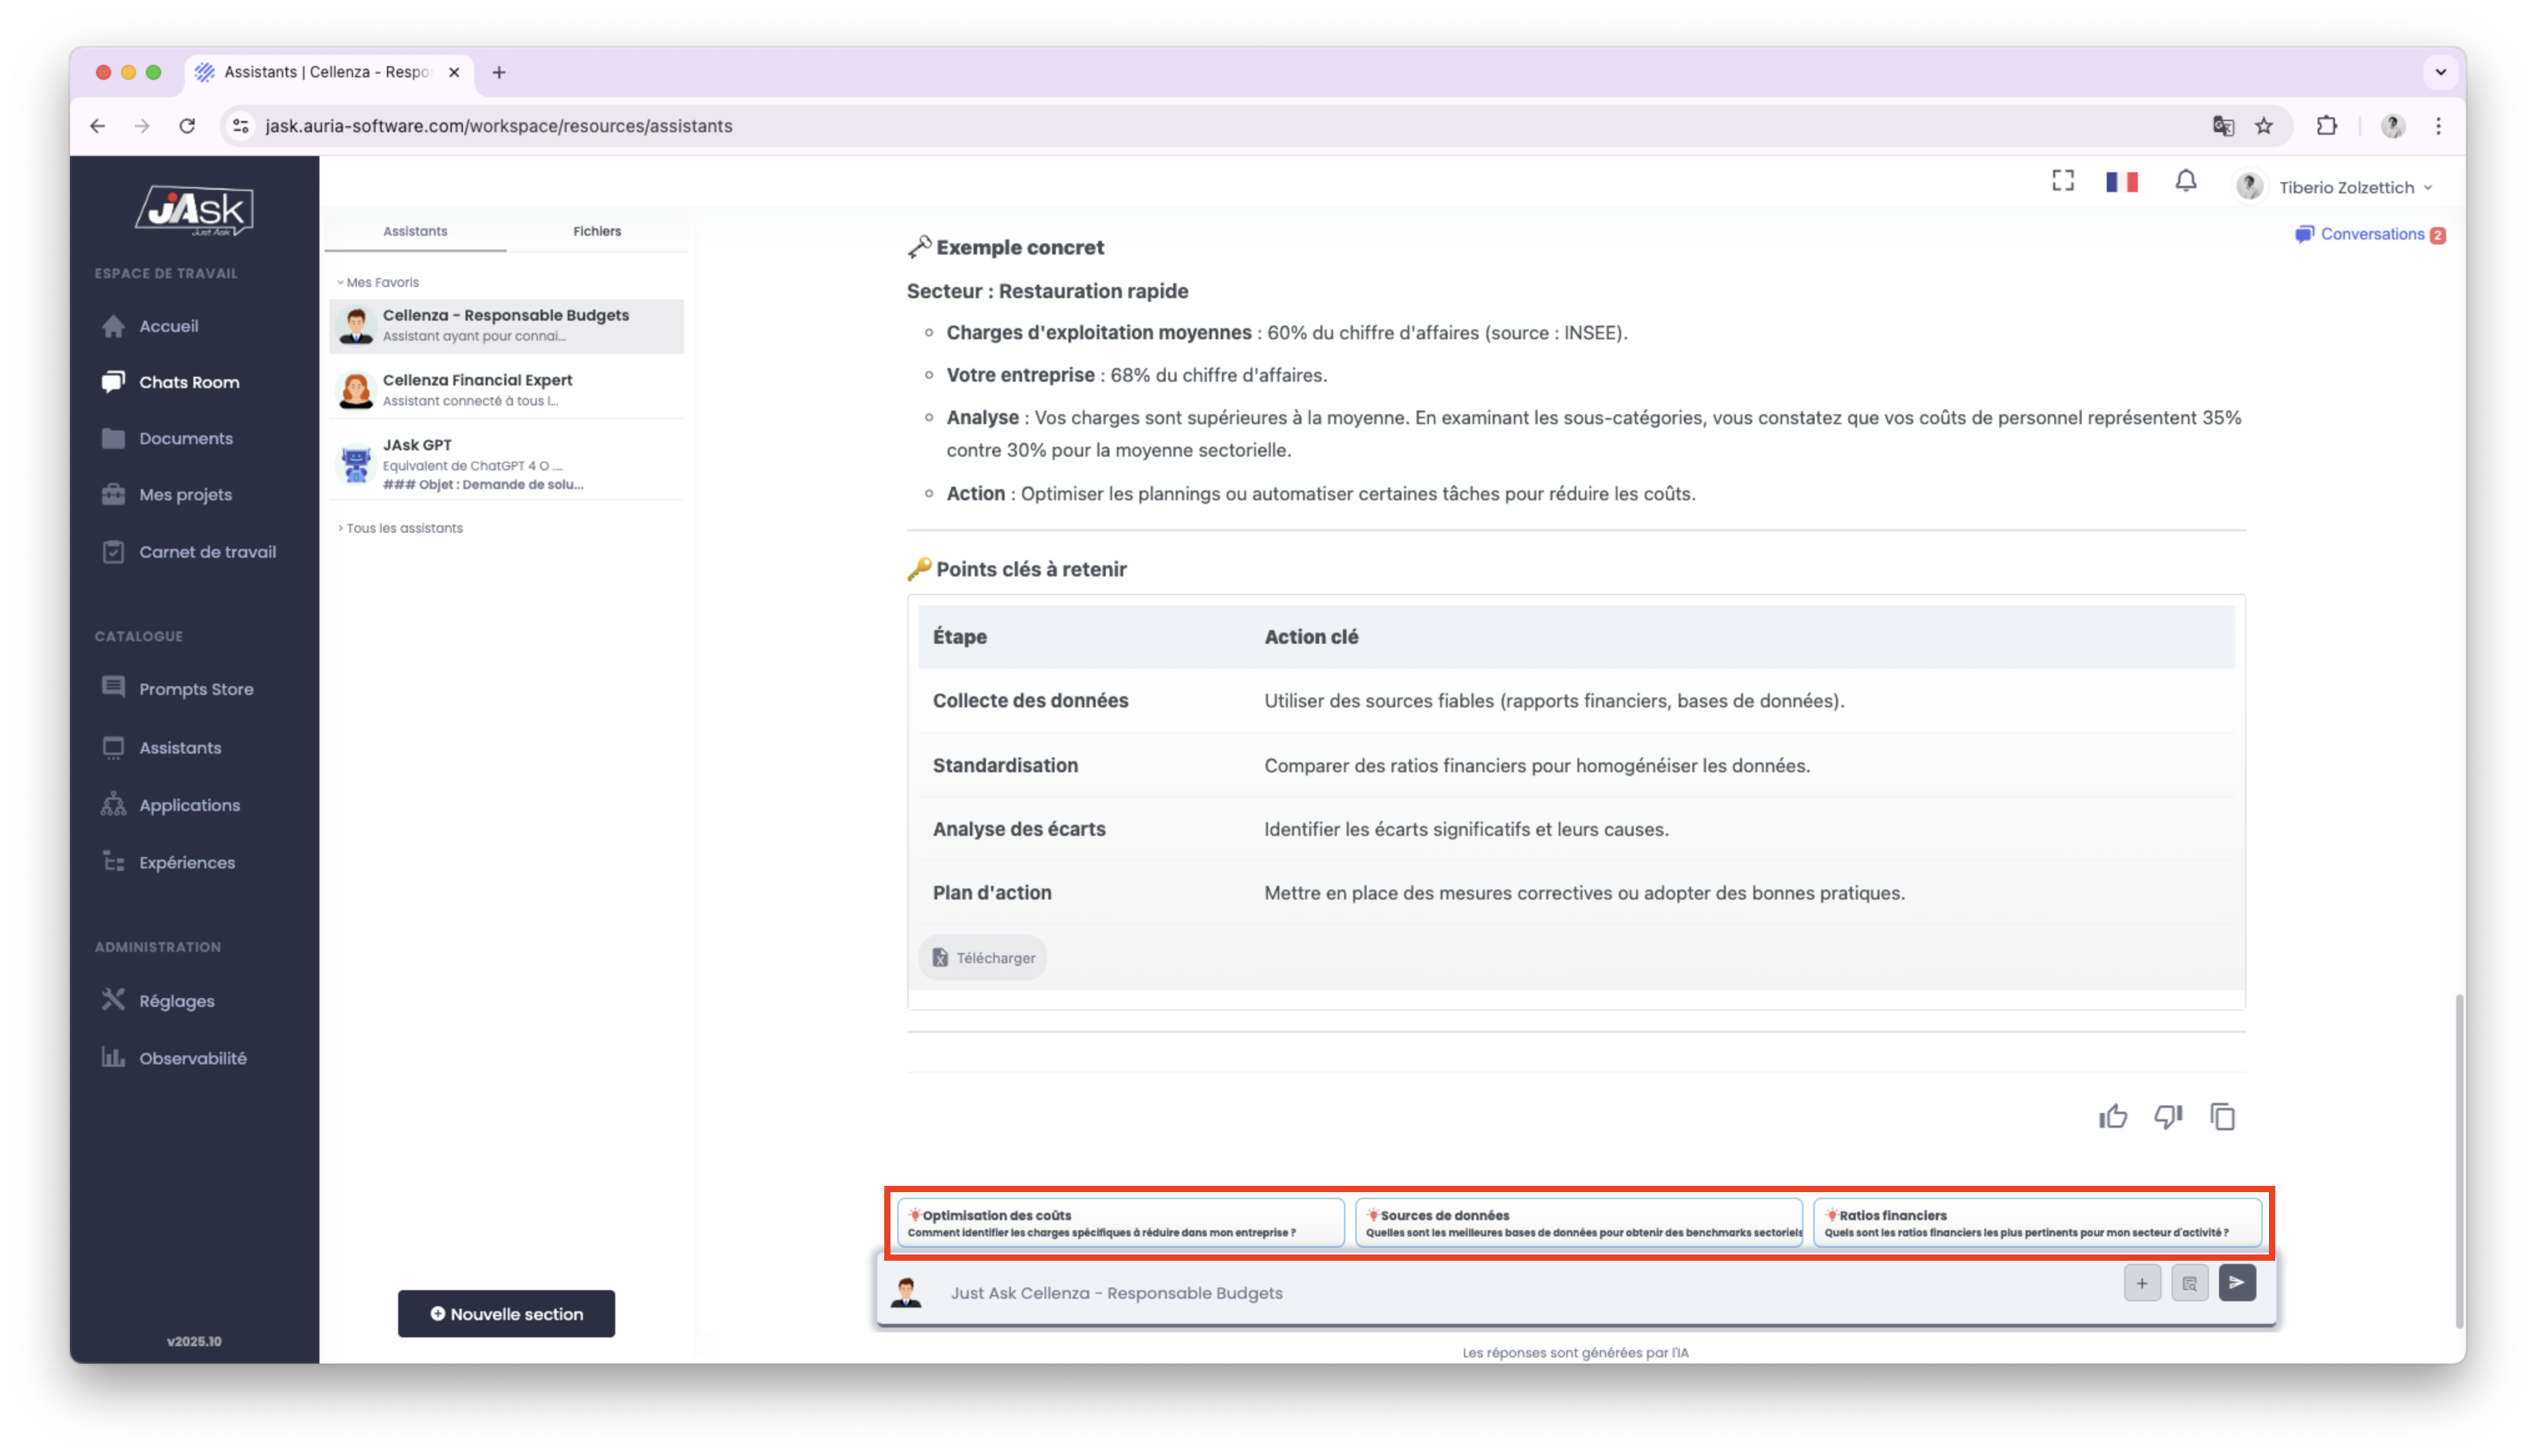 Assistants | Cellenza - Respo
jask.auria-software.com/workspace/resources/assistants
jAsk
Just Ask
ESPACE DE TRAVAIL
Accueil
Chats Room
Documents
Mes projets
Carnet de travail
CATALOGUE
Prompts Store
Assistants
Applications
Expériences
ADMINISTRATION
Réglages
Observabilité
v2025.10
Assistants
Fichiers
Mes Favoris
Cellenza - Responsable Budgets
Assistant ayant pour connai...
Cellenza Financial Expert
Assistant connecté à tous l...
JAsk GPT
Equivalent de ChatGPT 4 O ....
### Objet : Demande de solu...
Tous les assistants
Nouvelle section
Tiberio Zolzettich
Conversations 2
Exemple concret
Secteur : Restauration rapide
Charges d'exploitation moyennes : 60% du chiffre d'affaires (source : INSEE).
Votre entreprise : 68% du chiffre d'affaires.
Analyse : Vos charges sont supérieures à la moyenne. En examinant les sous-catégories, vous constatez que vos coûts de personnel représentent 35%
contre 30% pour la moyenne sectorielle.
Action : Optimiser les plannings ou automatiser certaines tâches pour réduire les coûts.
Points clés à retenir
Étape Action clé
Collecte des données Utiliser des sources fiables (rapports financiers, bases de données).
Standardisation Comparer des ratios financiers pour homogénéiser les données.
Analyse des écarts Identifier les écarts significatifs et leurs causes.
Plan d'action Mettre en place des mesures correctives ou adopter des bonnes pratiques.
Télécharger
Optimisation des coûts
Comment identifier les charges spécifiques à réduire dans mon entreprise ?
Sources de données
Quelles sont les meilleures bases de données pour obtenir des benchmarks sectoriels
Ratios financiers
Quels sont les ratios financiers les plus pertinents pour mon secteur d'activité ?
Just Ask Cellenza - Responsable Budgets
Les réponses sont générées par l'IA